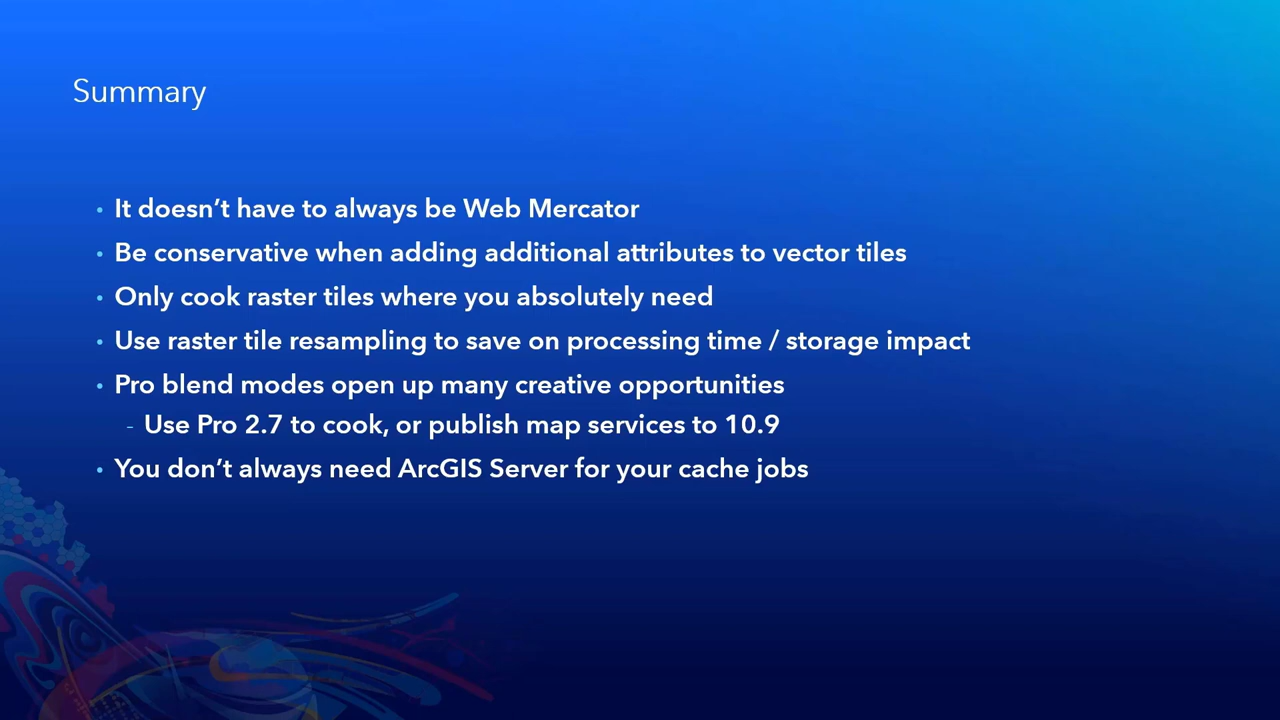 Summary
• It doesn’t have to always be Web Mercator
• Be conservative when adding additional attributes to vector tiles
• Only cook raster tiles where you absolutely need
• Use raster tile resampling to save on processing time / storage impact
• Pro blend modes open up many creative opportunities
- Use Pro 2.7 to cook, or publish map services to 10.9
• You don’t always need ArcGIS Server for your cache jobs